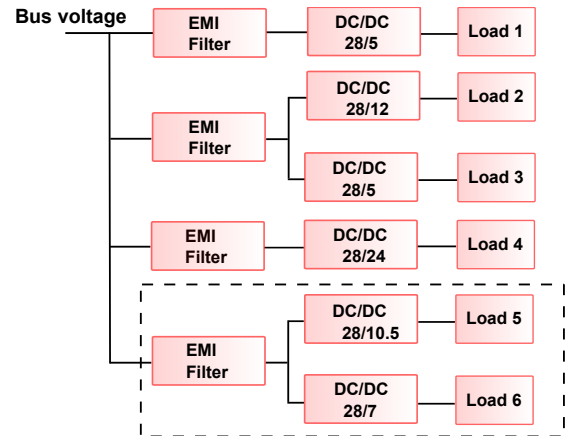 Bus voltage
EMI
Filter
DC/DC
28/5
Load 1
EMI
Filter
DC/DC
28/12
Load 2
DC/DC
28/5
Load 3
EMI
Filter
DC/DC
28/24
Load 4
EMI
Filter
DC/DC
28/10.5
Load 5
DC/DC
28/7
Load 6